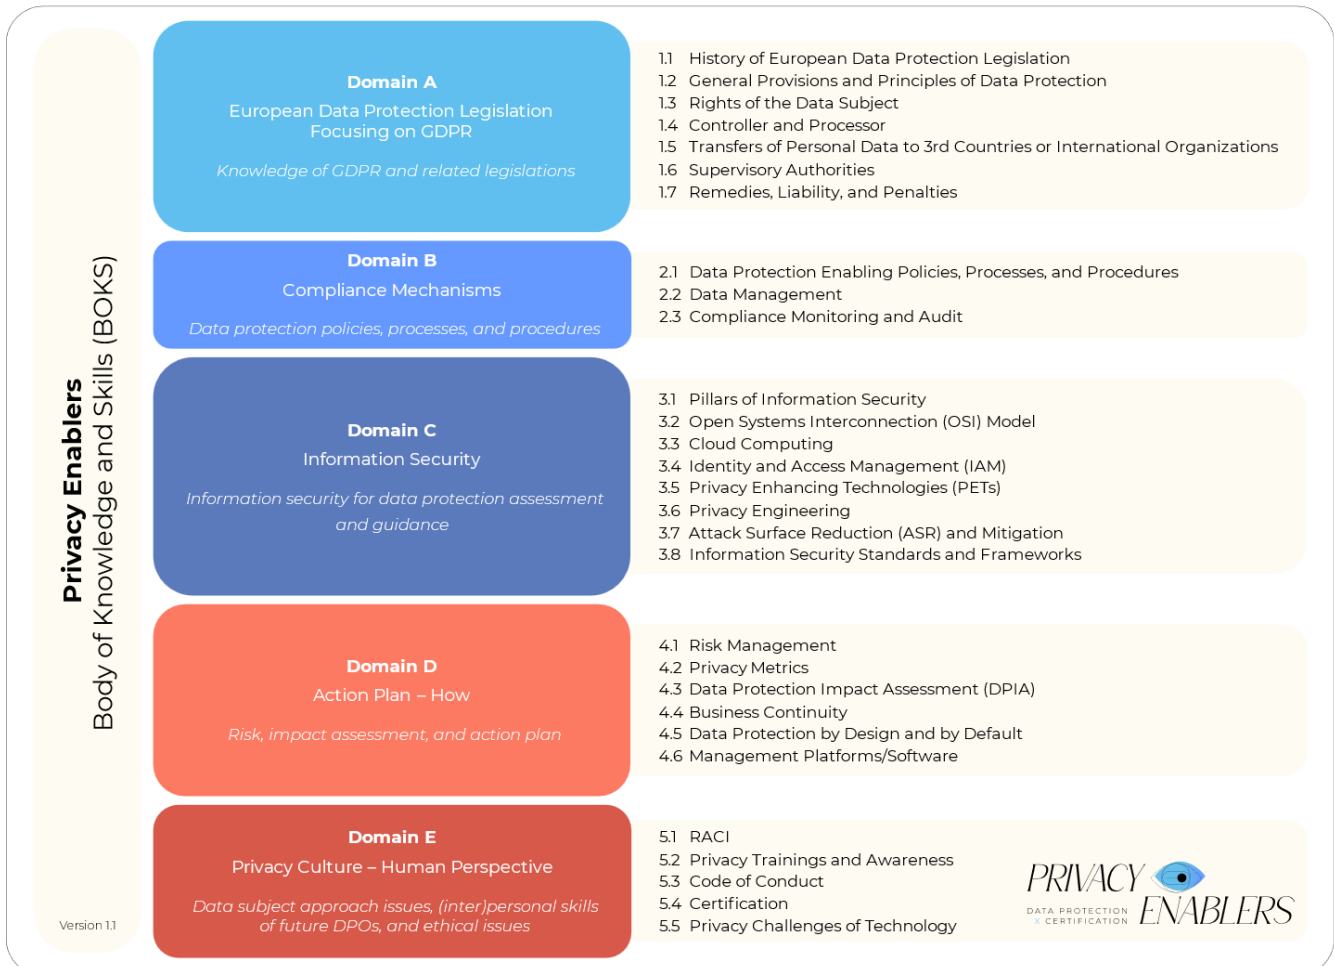 Privacy Enablers
Body of Knowledge and Skills (BOKS)
Version 1.1
Domain A
European Data Protection Legislation
Focusing on GDPR
Knowledge of GDPR and related legislations
1.1 History of European Data Protection Legislation
1.2 General Provisions and Principles of Data Protection
1.3 Rights of the Data Subject
1.4 Controller and Processor
1.5 Transfers of Personal Data to 3rd Countries or International Organizations
1.6 Supervisory Authorities
1.7 Remedies, Liability, and Penalties
Domain B
Compliance Mechanisms
Data protection policies, processes, and procedures
2.1 Data Protection Enabling Policies, Processes, and Procedures
2.2 Data Management
2.3 Compliance Monitoring and Audit
Domain C
Information Security
Information security for data protection assessment
and guidance
3.1 Pillars of Information Security
3.2 Open Systems Interconnection (OSI) Model
3.3 Cloud Computing
3.4 Identity and Access Management (IAM)
3.5 Privacy Enhancing Technologies (PETs)
3.6 Privacy Engineering
3.7 Attack Surface Reduction (ASR) and Mitigation
3.8 Information Security Standards and Frameworks
Domain D
Action Plan – How
Risk, impact assessment, and action plan
4.1 Risk Management
4.2 Privacy Metrics
4.3 Data Protection Impact Assessment (DPIA)
4.4 Business Continuity
4.5 Data Protection by Design and by Default
4.6 Management Platforms/Software
Domain E
Privacy Culture – Human Perspective
Data subject approach issues, (inter)personal skills
of future DPOs, and ethical issues
5.1 RACI
5.2 Privacy Trainings and Awareness
5.3 Code of Conduct
5.4 Certification
5.5 Privacy Challenges of Technology
PRIVACY
ENABLERS
DATA PROTECTION
X CERTIFICATION